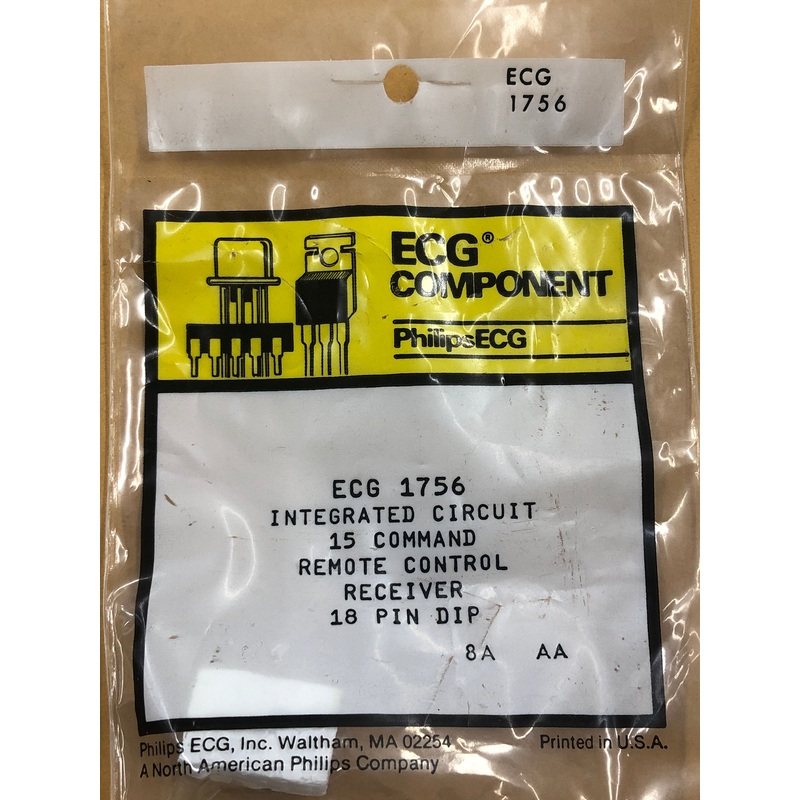 ECG
1756
ECG®
COMPONENT
PhilipsECG
ECG 1756
INTEGRATED CIRCUIT
15 COMMAND
REMOTE CONTROL
RECEIVER
18 PIN DIP
8A AA
Philips ECG, Inc. Waltham, MA 02254 Printed in U.S.A.
A North American Philips Company